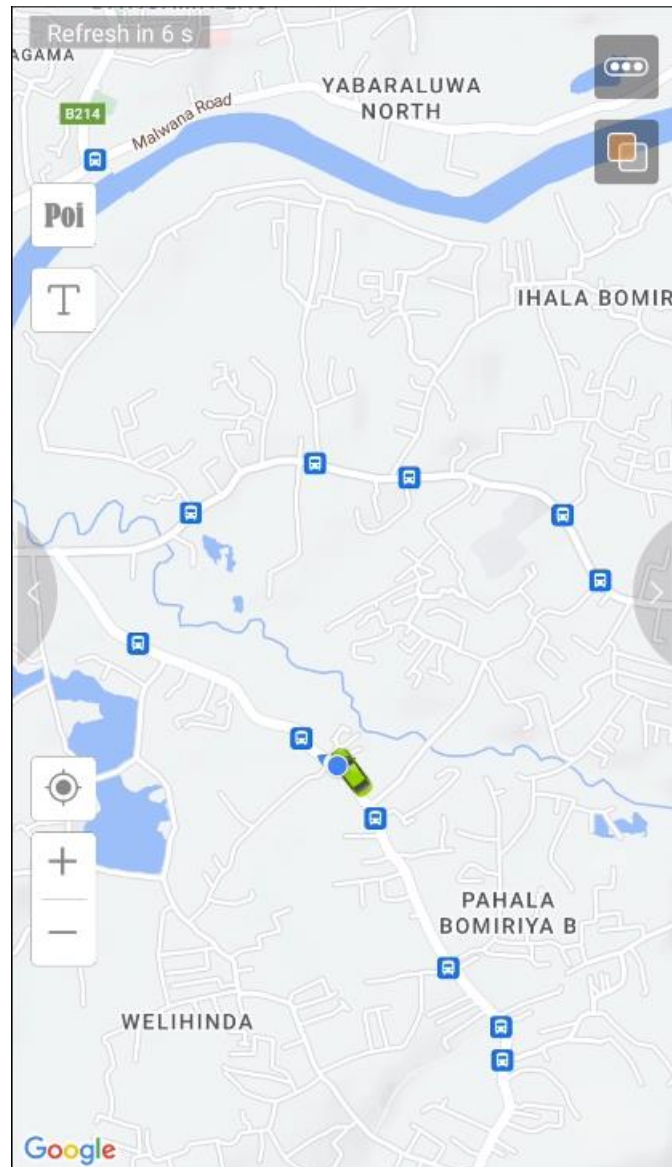 Refresh in 6 s
AGAMA
YABARALUWA
NORTH
B214
Malwana Road
Poi
T
IHALA BOMIR
PAHALA
BOMIRIYA B
WELIHINDA
Google